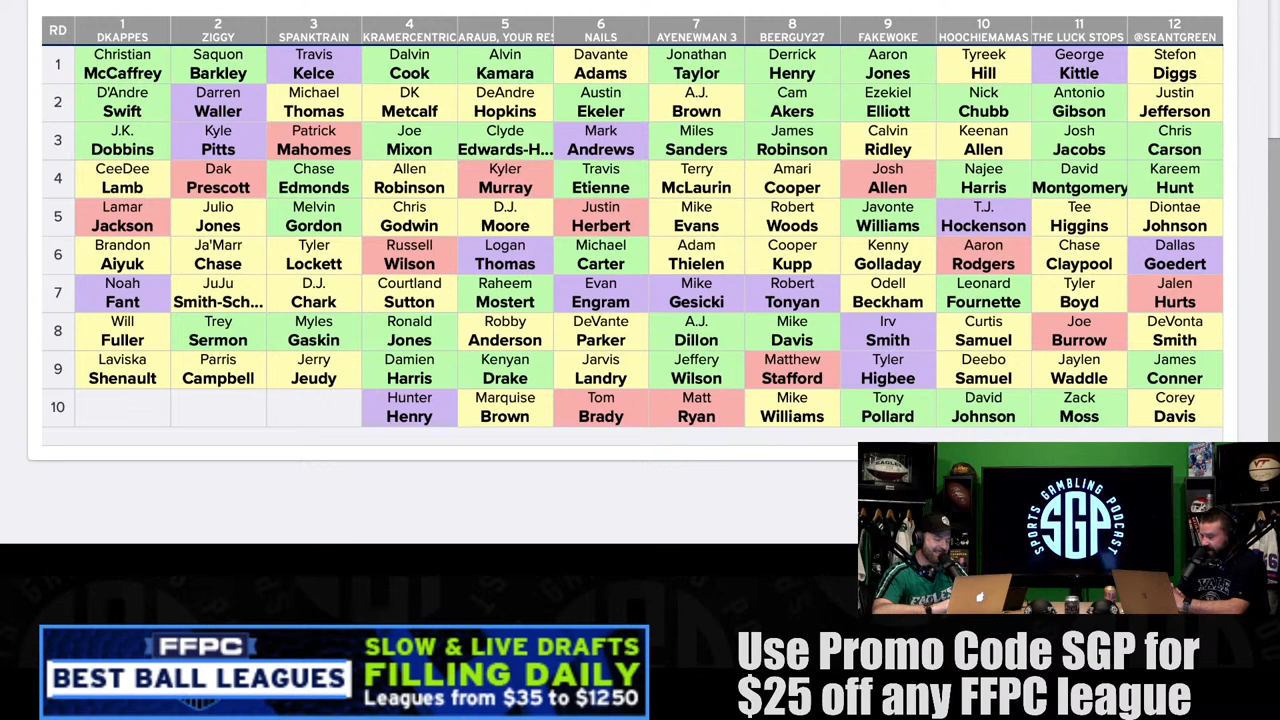 RD 1 2 3 4 5 6 7 8 9 10 11 12
DKAPPES ZIGGY SPANKTRAIN KRAMERCENTRIC ARAUB, YOUR RES NAILS AYENEWMAN 3 BEERGUY27 FAKEWOKE HOOCHIEMAMAS THE LUCK STOPS @SEANTGREEN
1 Christian Saquon Travis Dalvin Alvin Davante Jonathan Derrick Aaron Tyreek George Stefon
McCaffrey Barkley Kelce Cook Kamara Adams Taylor Henry Jones Hill Kittle Diggs
2 D'Andre Darren Michael DK DeAndre Austin A.J. Cam Ezekiel Nick Antonio Justin
Swift Waller Thomas Metcalf Hopkins Ekeler Brown Akers Elliott Chubb Gibson Jefferson
3 J.K. Kyle Patrick Joe Clyde Mark Miles James Calvin Keenan Josh Chris
Dobbins Pitts Mahomes Mixon Edwards-H... Andrews Sanders Robinson Ridley Allen Jacobs Carson
4 CeeDee Dak Chase Allen Kyler Travis Terry Amari Josh Najee David Kareem
Lamb Prescott Edmonds Robinson Murray Etienne McLaurin Cooper Allen Harris Montgomery Hunt
5 Lamar Julio Melvin Chris D.J. Justin Mike Robert Javonte T.J. Tee Diontae
Jackson Jones Gordon Godwin Moore Herbert Evans Woods Williams Hockenson Higgins Johnson
6 Brandon Ja'Marr Tyler Russell Logan Michael Adam Cooper Kenny Aaron Chase Dallas
Aiyuk Chase Lockett Wilson Thomas Carter Thielen Kupp Golladay Rodgers Claypool Goedert
7 Noah JuJu D.J. Courtland Raheem Evan Mike Robert Odell Leonard Tyler Jalen
Fant Smith-Sch... Chark Sutton Mostert Engram Gesicki Tonyan Beckham Fournette Boyd Hurts
8 Will Trey Myles Ronald Robby DeVante A.J. Mike Irv Curtis Joe DeVonta
Fuller Sermon Gaskin Jones Anderson Parker Dillon Davis Smith Samuel Burrow Smith
9 Laviska Parris Jerry Damien Kenyan Jarvis Jeffery Matthew Tyler Deebo Jaylen James
Shenault Campbell Jeudy Harris Drake Landry Wilson Stafford Higbee Samuel Waddle Conner
10 Hunter Marquise Tom Matt Mike Tony David Zack Corey
Henry Brown Brady Ryan Williams Pollard Johnson Moss Davis
SPORTS GAMBLING PODCAST
SGP
EAGLES
YALE
FFPC
BEST BALL LEAGUES
SLOW & LIVE DRAFTS
FILLING DAILY
Leagues from $35 to $1250
Use Promo Code SGP for
$25 off any FFPC league